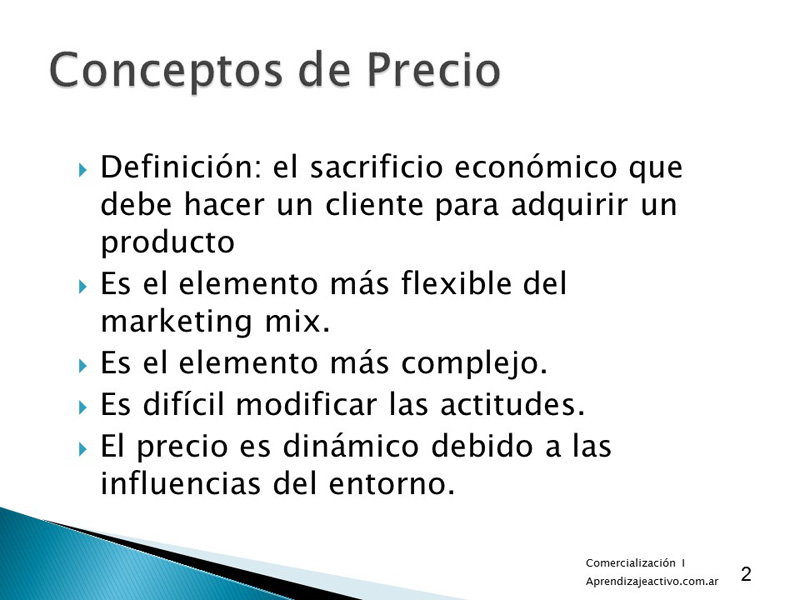 Conceptos de Precio
Definición: el sacrificio económico que
debe hacer un cliente para adquirir un
producto
Es el elemento más flexible del
marketing mix.
Es el elemento más complejo.
Es difícil modificar las actitudes.
El precio es dinámico debido a las
influencias del entorno.
Comercialización I
Aprendizajeactivo.com.ar
2